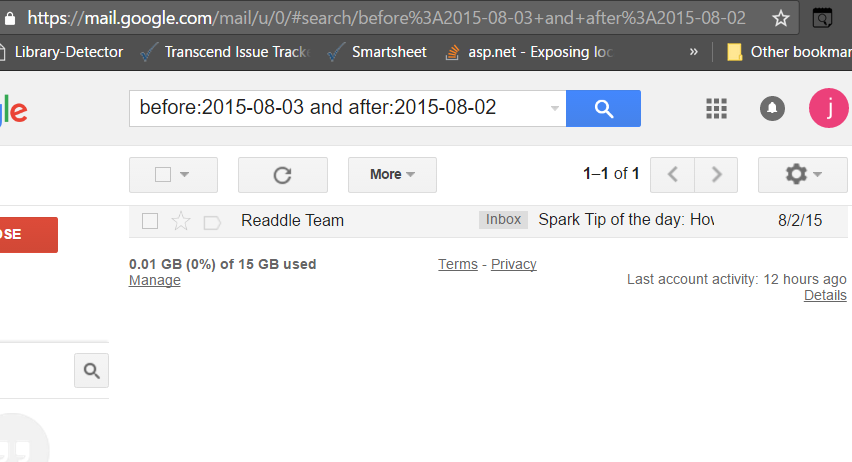 https://mail.google.com/mail/u/0/#search/before%3A2015-08-03+and+after%3A2015-08-02
Library-Detector Transcend Issue Track Smartsheet asp.net - Exposing loc » Other bookmar
gle before:2015-08-03 and after:2015-08-02 j
More 1–1 of 1
OSE Readdle Team Inbox Spark Tip of the day: How 8/2/15
0.01 GB (0%) of 15 GB used Terms - Privacy
Manage Last account activity: 12 hours ago
Details